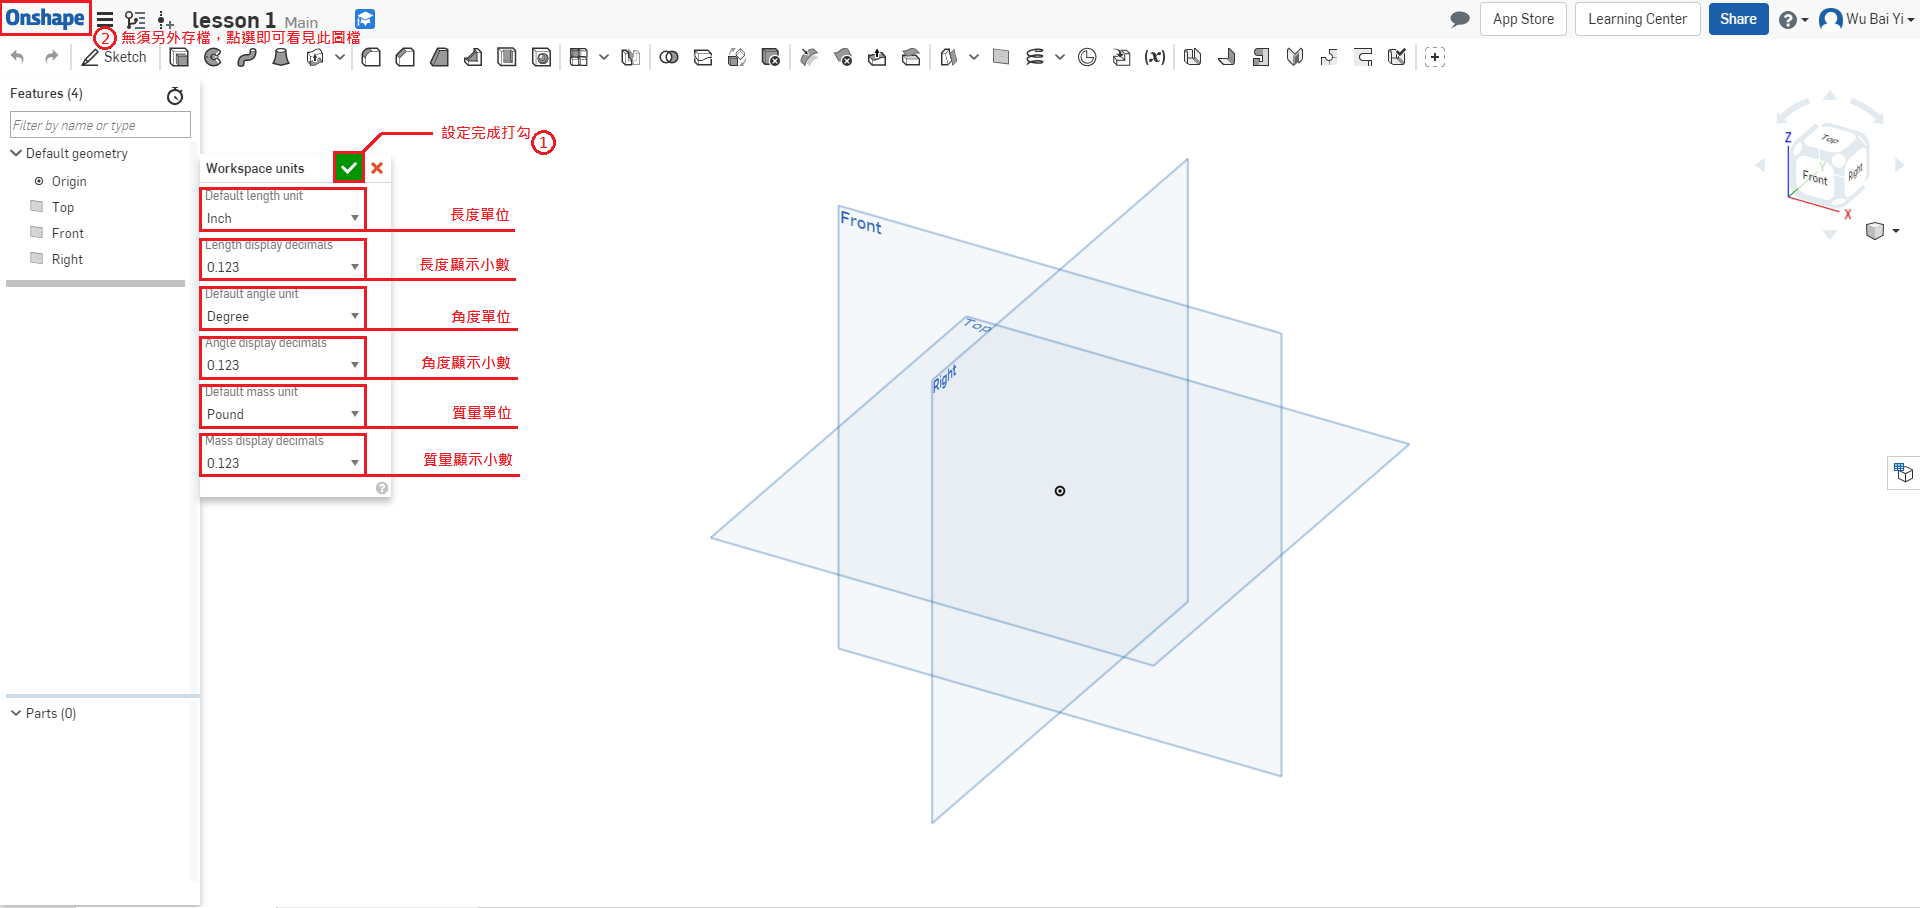 Onshape
lesson 1 Main
App Store
Learning Center
Share
Wu Bai Yi
② 無須另外存檔，點選即可看見此圖檔
Sketch
(x)
Features (4)
Filter by name or type
Default geometry
Origin
Top
Front
Right
Parts (0)
設定完成打勾 ①
Workspace units
Default length unit
Inch
長度單位
Length display decimals
0.123
長度顯示小數
Default angle unit
Degree
角度單位
Angle display decimals
0.123
角度顯示小數
Default mass unit
Pound
質量單位
Mass display decimals
0.123
質量顯示小數
Front
Top
Right
Z
Top
Y
Front
Right
X